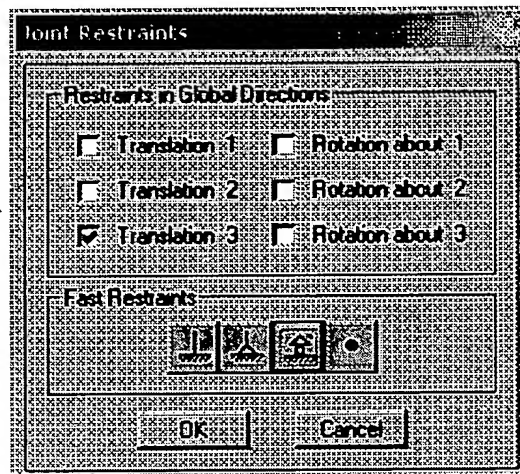 Joint Restraints
Restraints in Global Directions
Translation 1 Rotation about 1
Translation 2 Rotation about 2
Translation 3 Rotation about 3
Fast Restraints
OK Cancel